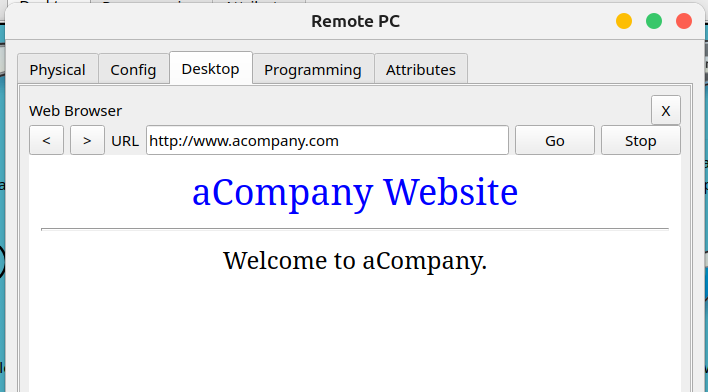 Remote PC
Physical Config Desktop Programming Attributes
Web Browser X
< > URL http://www.acompany.com Go Stop
aCompany Website
Welcome to aCompany.